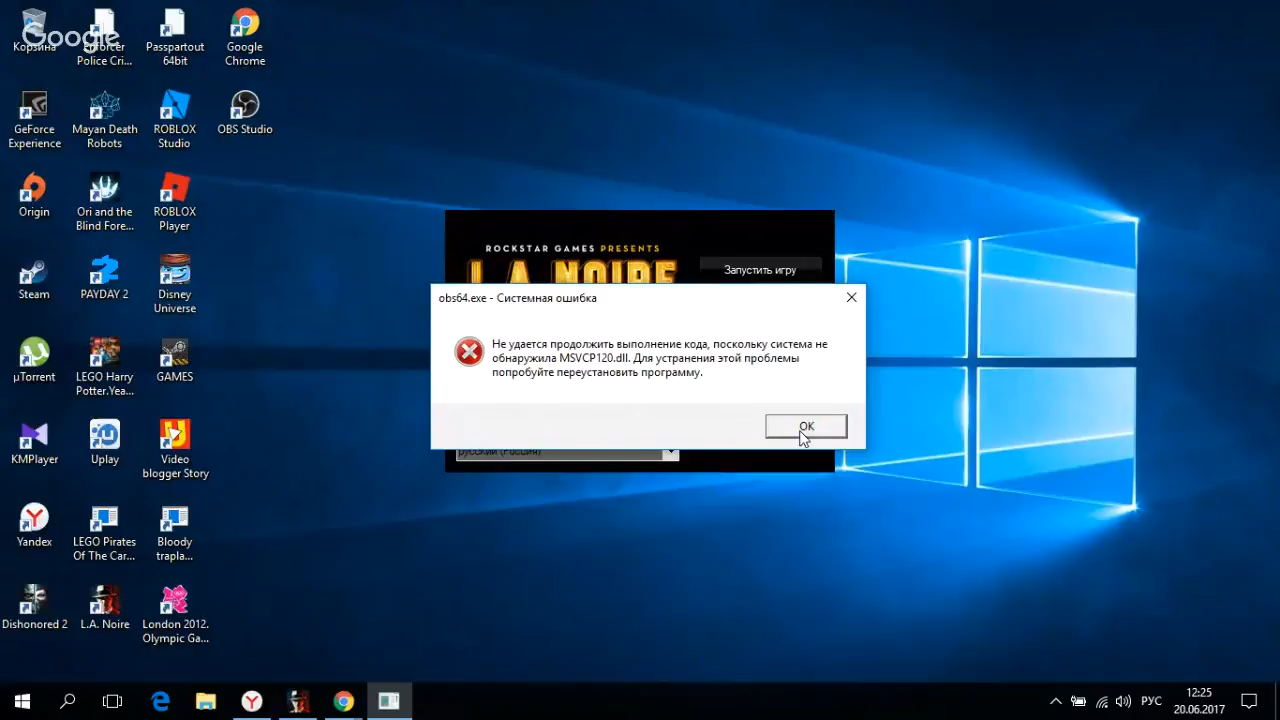 Google
Корзина
Enforcer
Police Cri...
Passpartout
64bit
Google
Chrome
GeForce
Experience
Mayan Death
Robots
ROBLOX
Studio
OBS Studio
Origin
Ori and the
Blind Fore...
ROBLOX
Player
Steam
PAYDAY 2
Disney
Universe
µTorrent
LEGO Harry
Potter.Yea...
GAMES
KMPlayer
Uplay
Video
blogger Story
Yandex
LEGO Pirates
Of The Car...
Bloody
trapla...
Dishonored 2
L.A. Noire
London 2012.
Olympic Ga...
ROCKSTAR GAMES PRESENTS
L.A. NOIRE
Запустить игру
obs64.exe - Системная ошибка
Не удается продолжить выполнение кода, поскольку система не
обнаружила MSVCP120.dll. Для устранения этой проблемы
попробуйте переустановить программу.
OK
русский (Россия)
РУС
12:25
20.06.2017